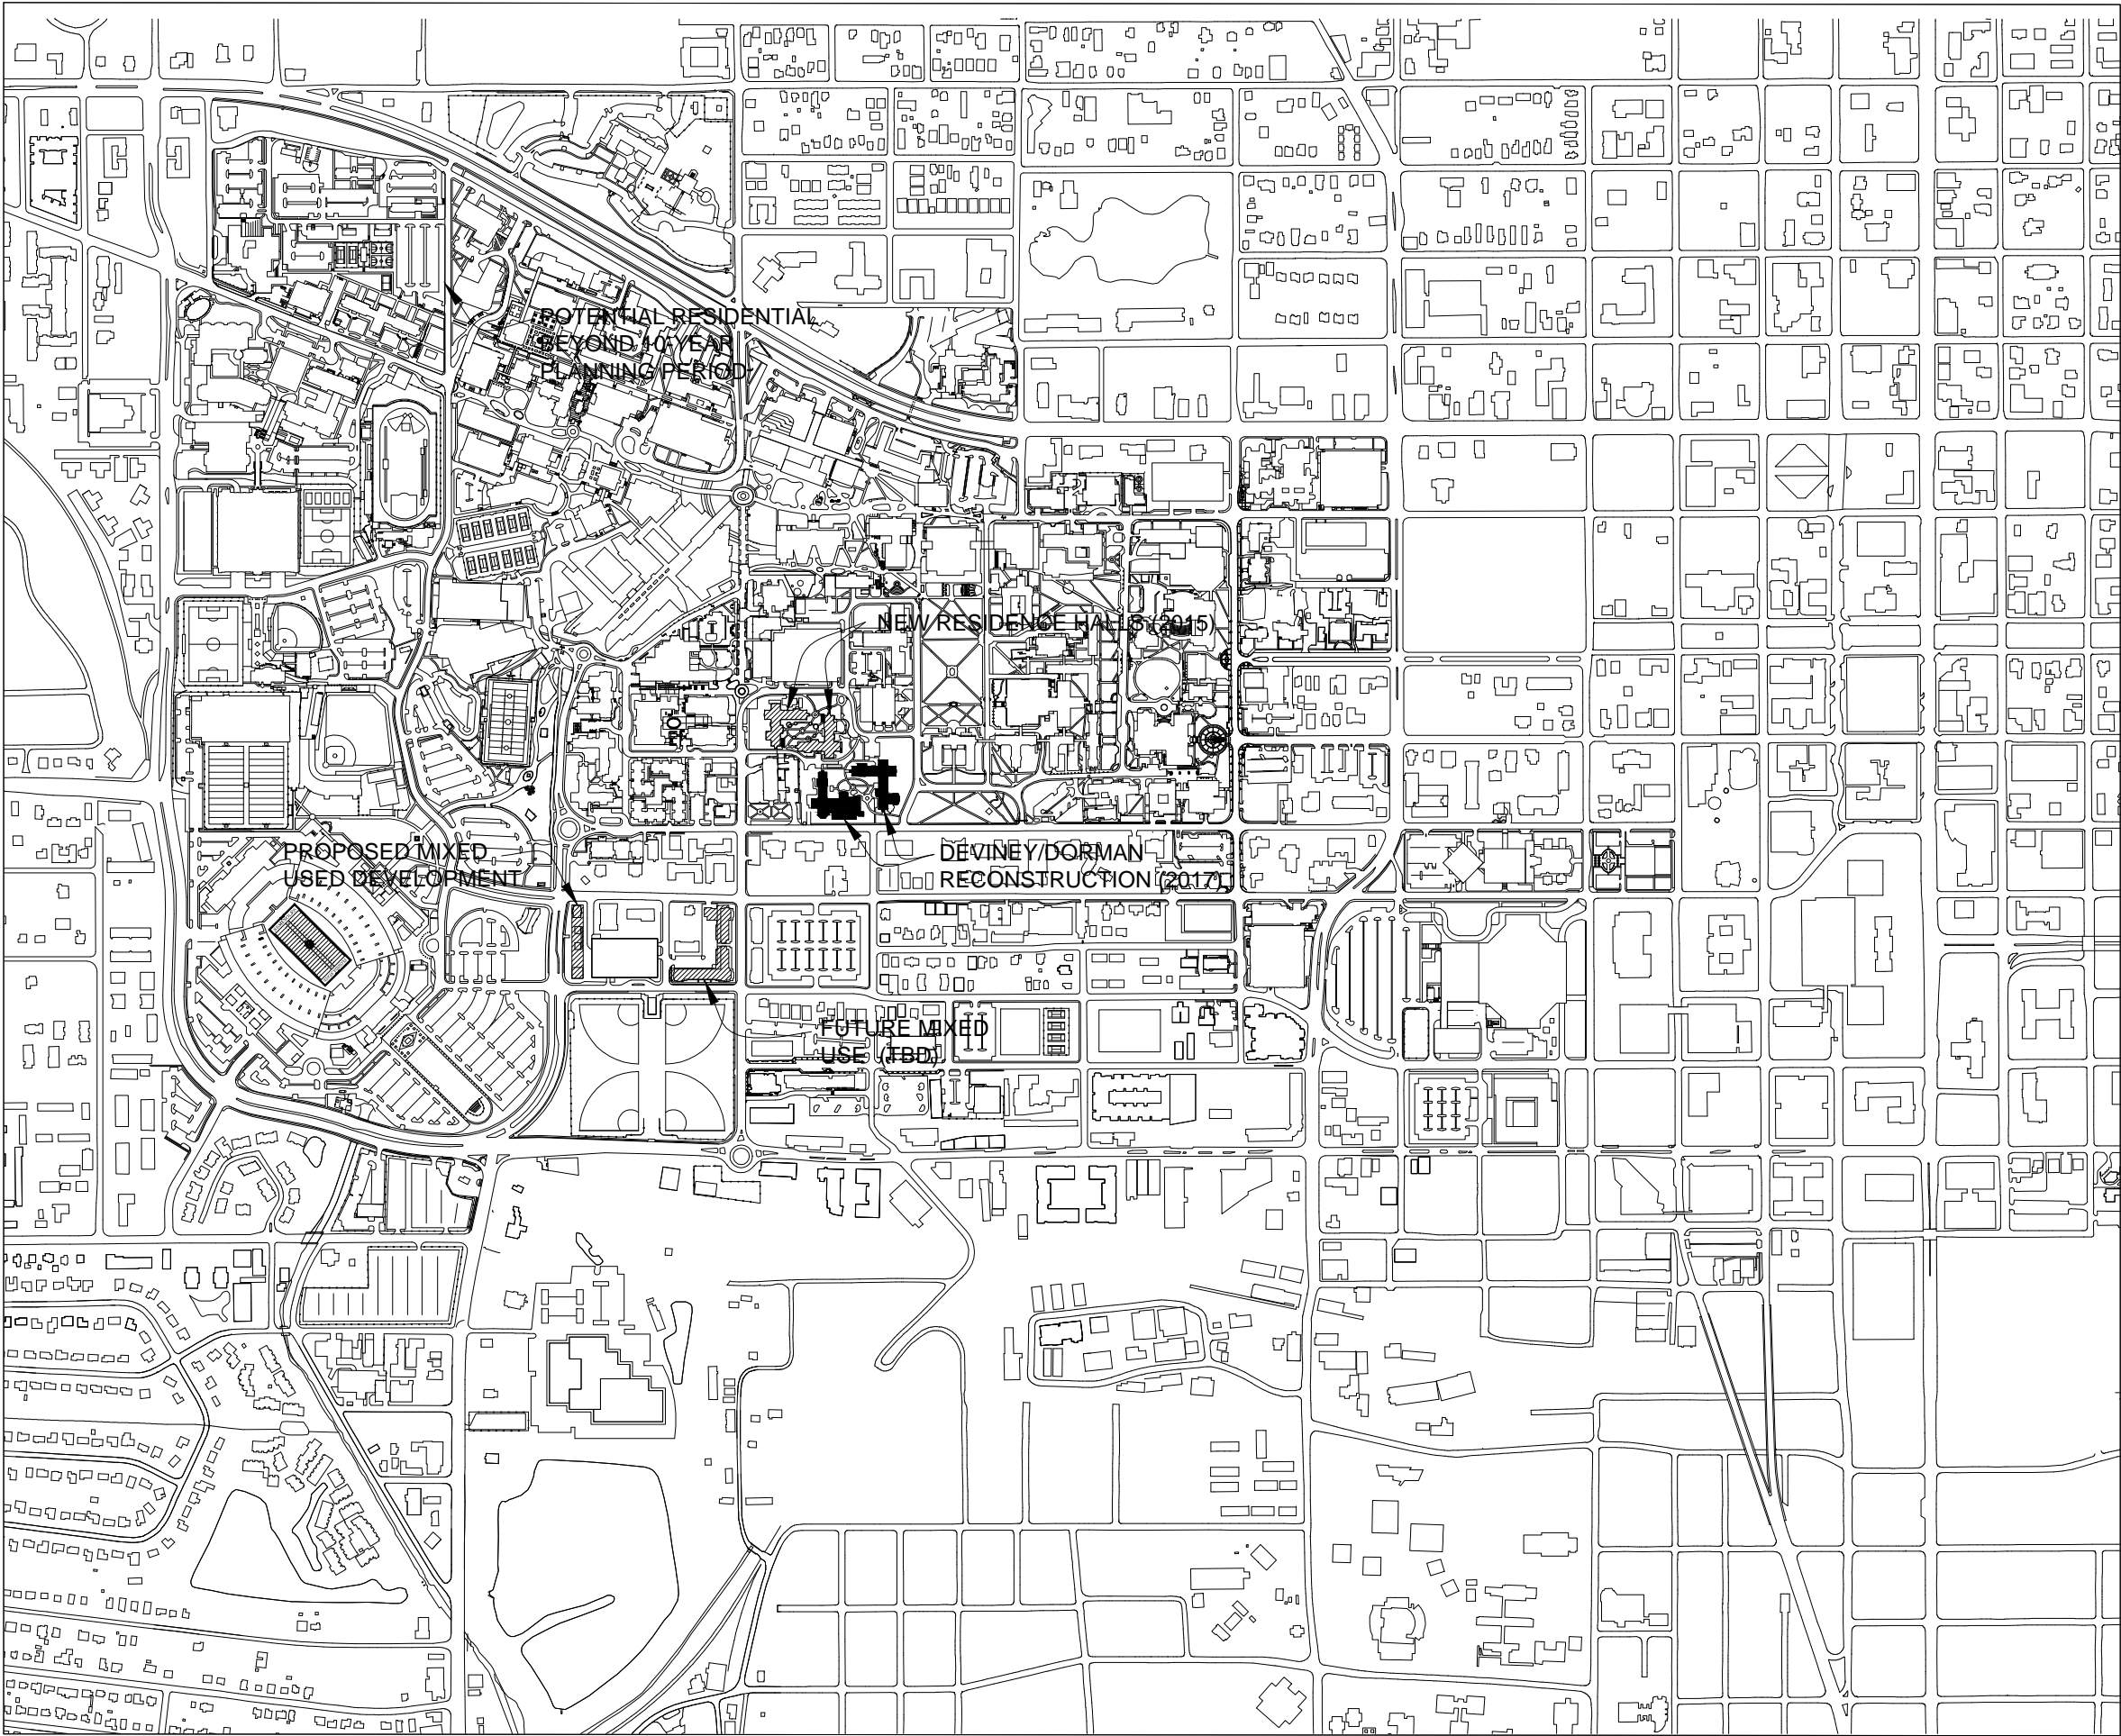 POTENTIAL RESIDENTIAL
BEYOND 10-YEAR
PLANNING PERIOD
NEW RESIDENCE HALLS (2015)
PROPOSED MIXED
USED DEVELOPMENT
DEVINEY/DORMAN
RECONSTRUCTION (2017)
FUTURE MIXED
USE (TBD)